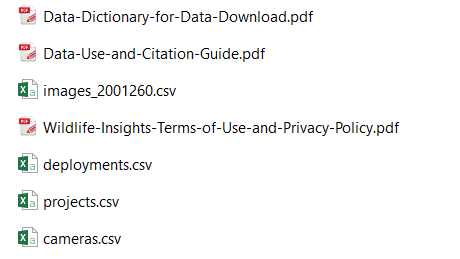 Data-Dictionary-for-Data-Download.pdf
Data-Use-and-Citation-Guide.pdf
images_2001260.csv
Wildlife-Insights-Terms-of-Use-and-Privacy-Policy.pdf
deployments.csv
projects.csv
cameras.csv